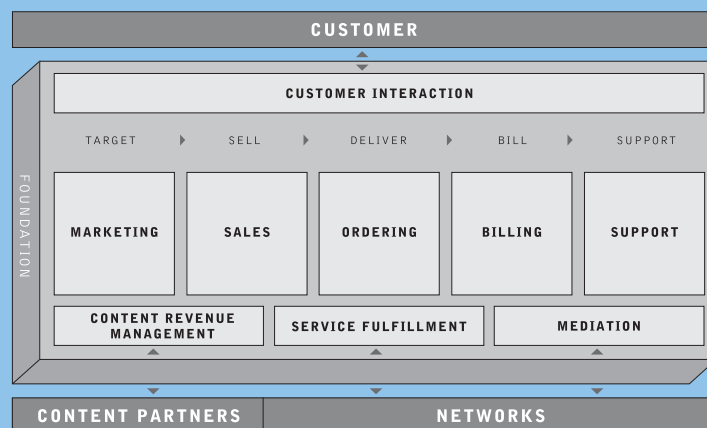 CUSTOMER
CUSTOMER INTERACTION
TARGET SELL DELIVER BILL SUPPORT
FOUNDATION
MARKETING SALES ORDERING BILLING SUPPORT
CONTENT REVENUE
MANAGEMENT
SERVICE FULFILLMENT
MEDIATION
CONTENT PARTNERS NETWORKS